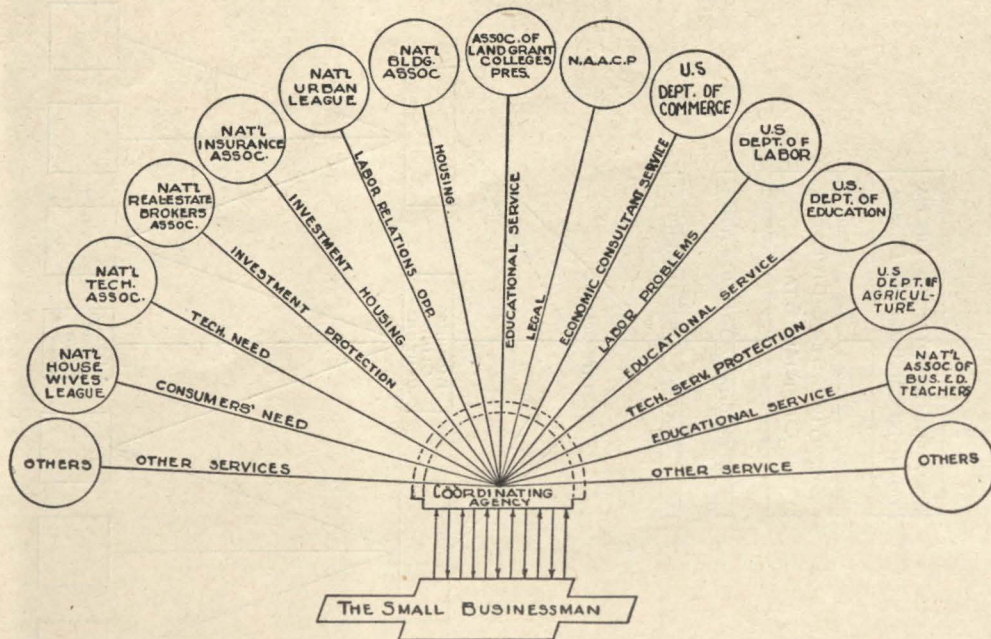 OTHERS
NAT'L
HOUSE
WIVES
LEAGUE
NAT'L
TECH.
ASSOC.
NAT'L
REAL ESTATE
BROKERS
ASSOC.
NAT'L
INSURANCE
ASSOC.
NAT'L
URBAN
LEAGUE
NAT'L
BLDG.
ASSOC
ASSOC. OF
LAND GRANT
COLLEGES
PRES.
N.A.A.C.P
U.S
DEPT. OF
COMMERCE
U.S
DEPT. OF
LABOR
U.S.
DEPT. OF
EDUCATION
U.S
DEPT. OF
AGRICUL-
TURE
NAT'L
ASSOC. OF
BUS. ED.
TEACHERS
OTHERS
OTHER SERVICES
CONSUMERS' NEED
TECH. NEED
INVESTMENT PROTECTION
INVESTMENT HOUSING
LABOR RELATIONS OPP.
HOUSING
EDUCATIONAL SERVICE
LEGAL
ECONOMIC CONSULTANT SERVICE
LABOR PROBLEMS
EDUCATIONAL SERVICE
TECH. SERV. PROTECTION
EDUCATIONAL SERVICE
OTHER SERVICE
COORDINATING
AGENCY
THE SMALL BUSINESSMAN